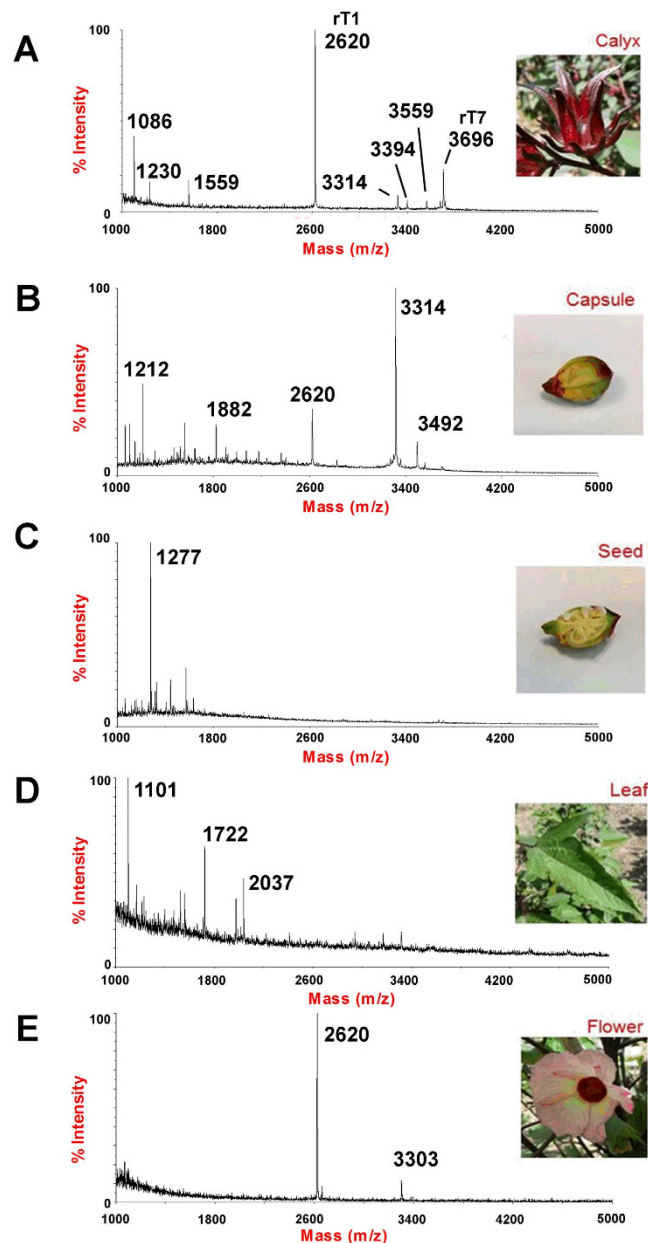 A
Calyx
% Intensity
100
0
rT1
2620
1086
1230
1559
3314
3394
3559
rT7
3696
1000 1800 2600 3400 4200 5000
Mass (m/z)
B
Capsule
% Intensity
100
0
1212
1882
2620
3314
3492
1000 1800 2600 3400 4200 5000
Mass (m/z)
C
Seed
% Intensity
100
0
1277
1000 1800 2600 3400 4200 5000
Mass (m/z)
D
Leaf
% Intensity
100
0
1101
1722
2037
1000 1800 2600 3400 4200 5000
Mass (m/z)
E
Flower
% Intensity
100
0
2620
3303
1000 1800 2600 3400 4200 5000
Mass (m/z)